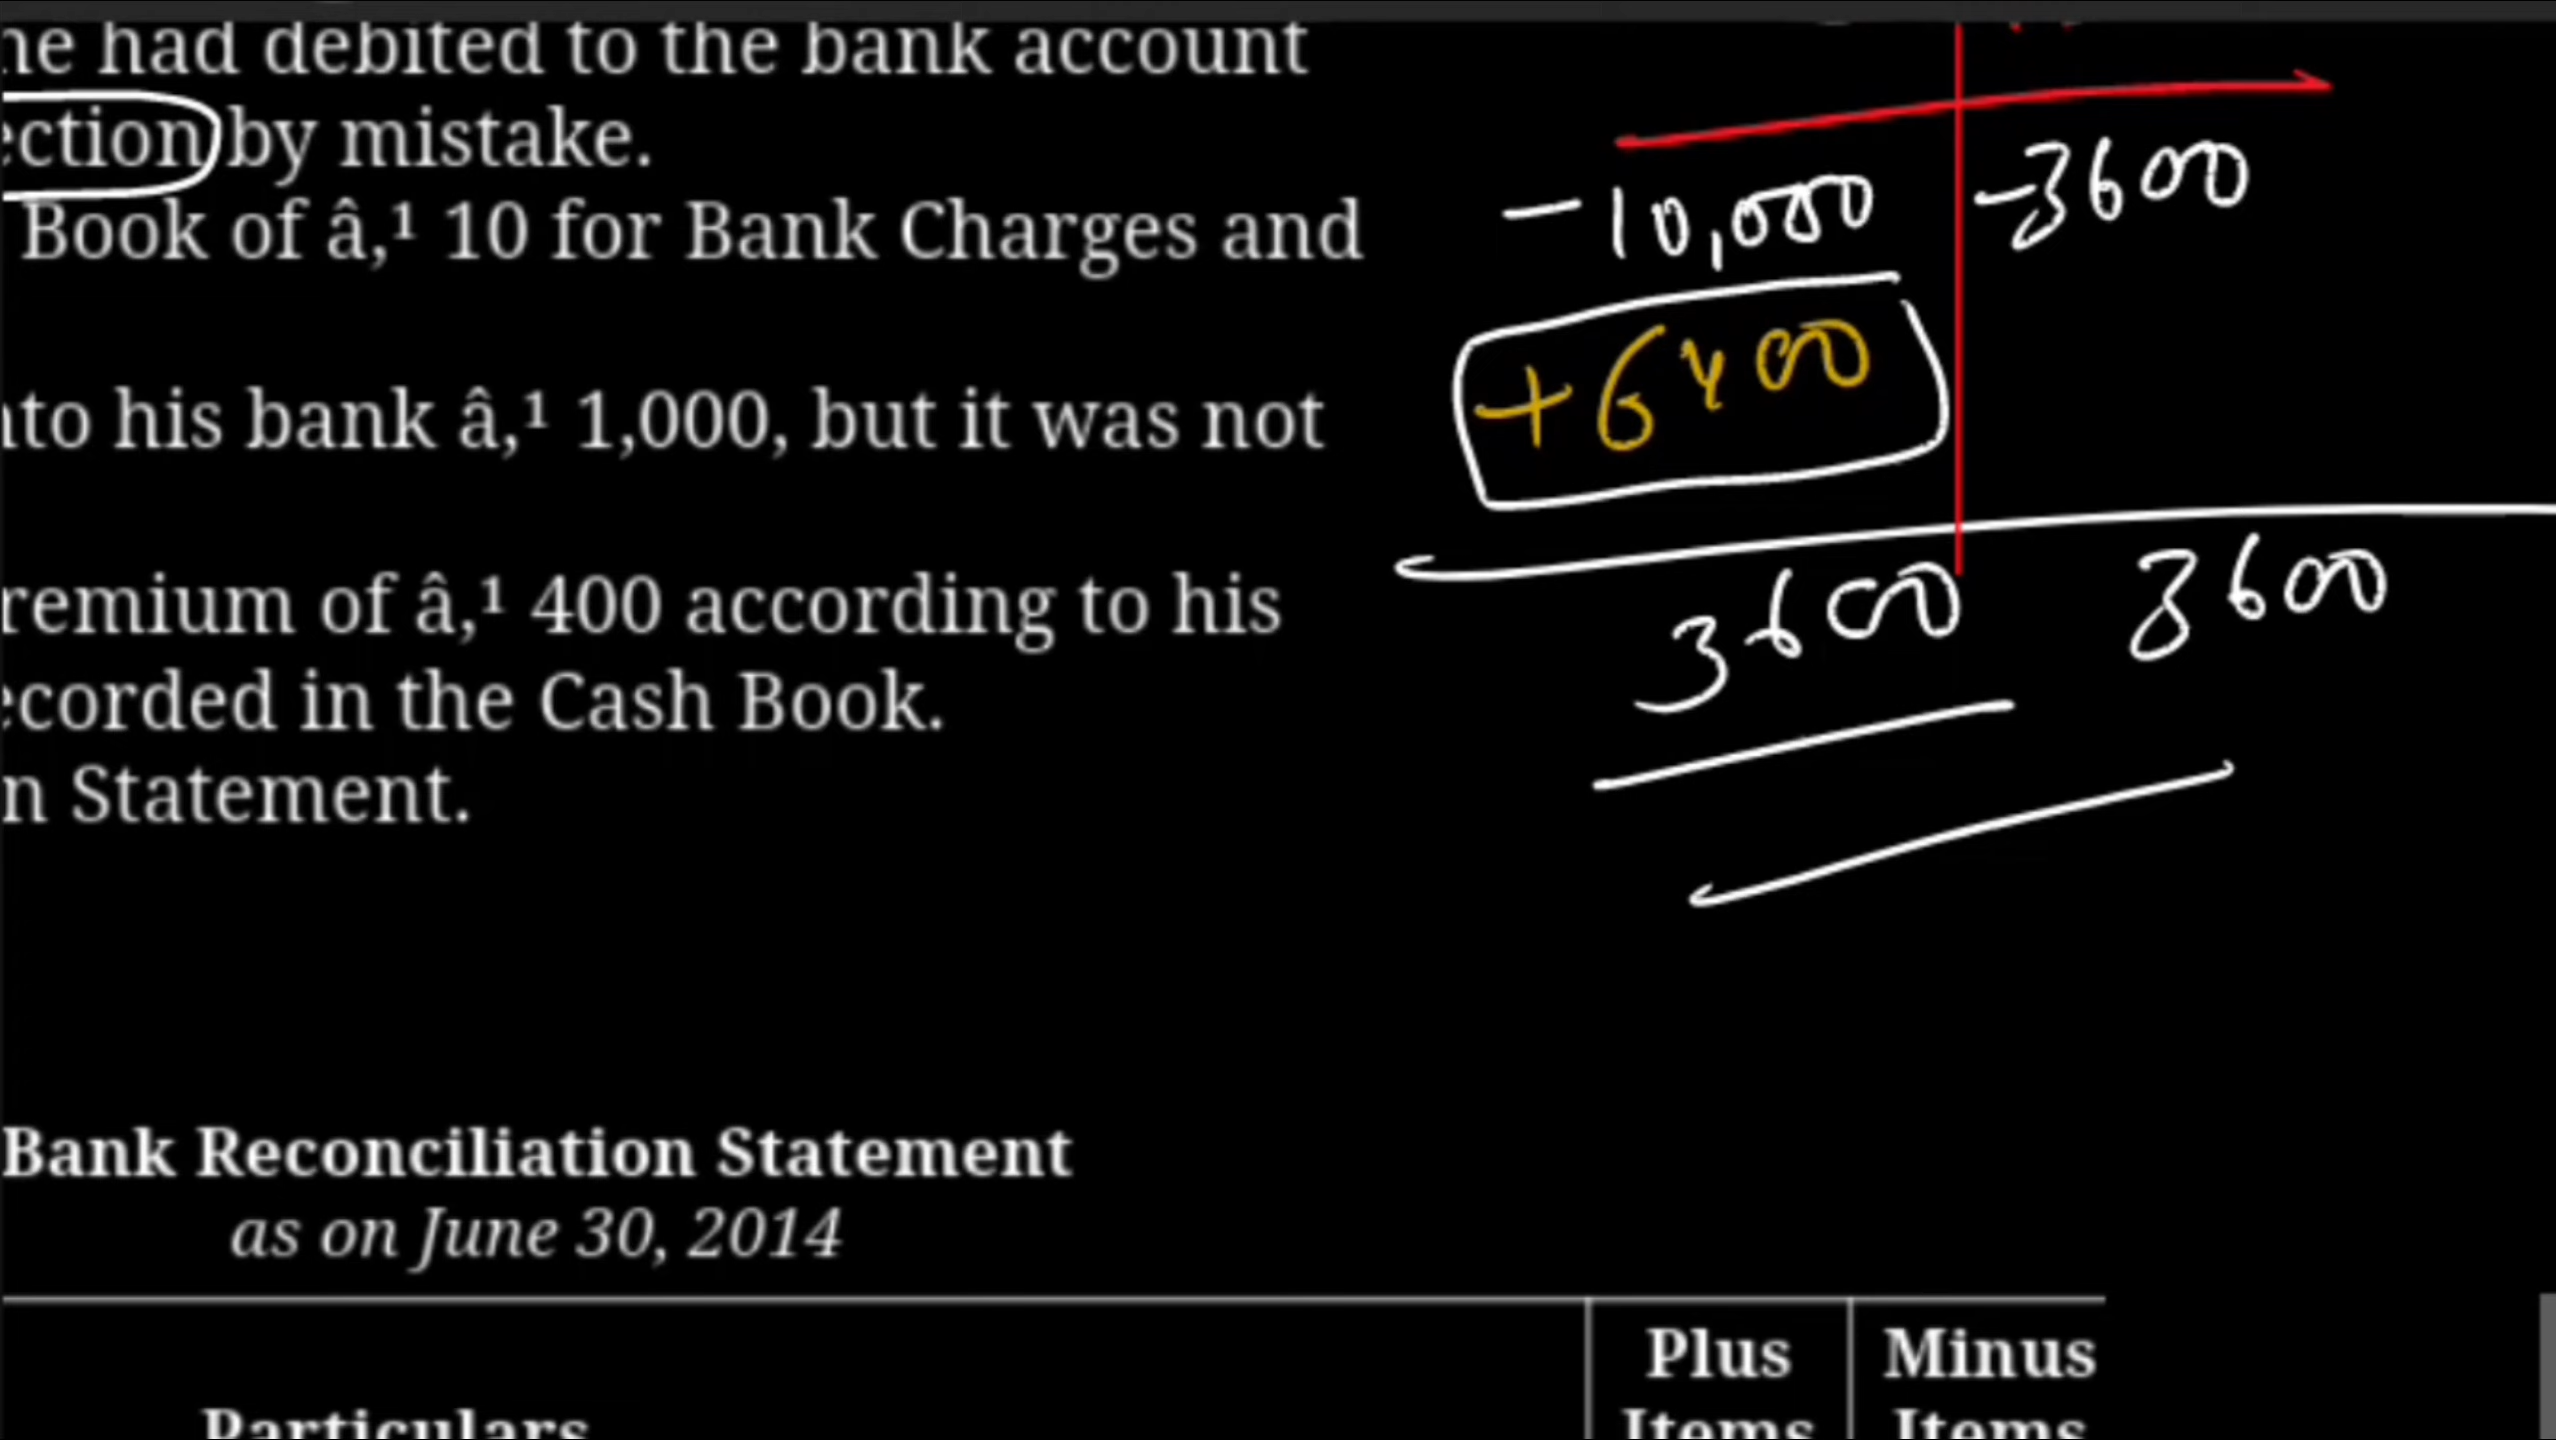 he had debited to the bank account
ection by mistake.
Book of â,¹ 10 for Bank Charges and
nto his bank â,¹ 1,000, but it was not
remium of â,¹ 400 according to his
ecorded in the Cash Book.
n Statement.
-10,000 -3600
+6400
3600 3600
Bank Reconciliation Statement
as on June 30, 2014
Particulars
Plus Items
Minus Items